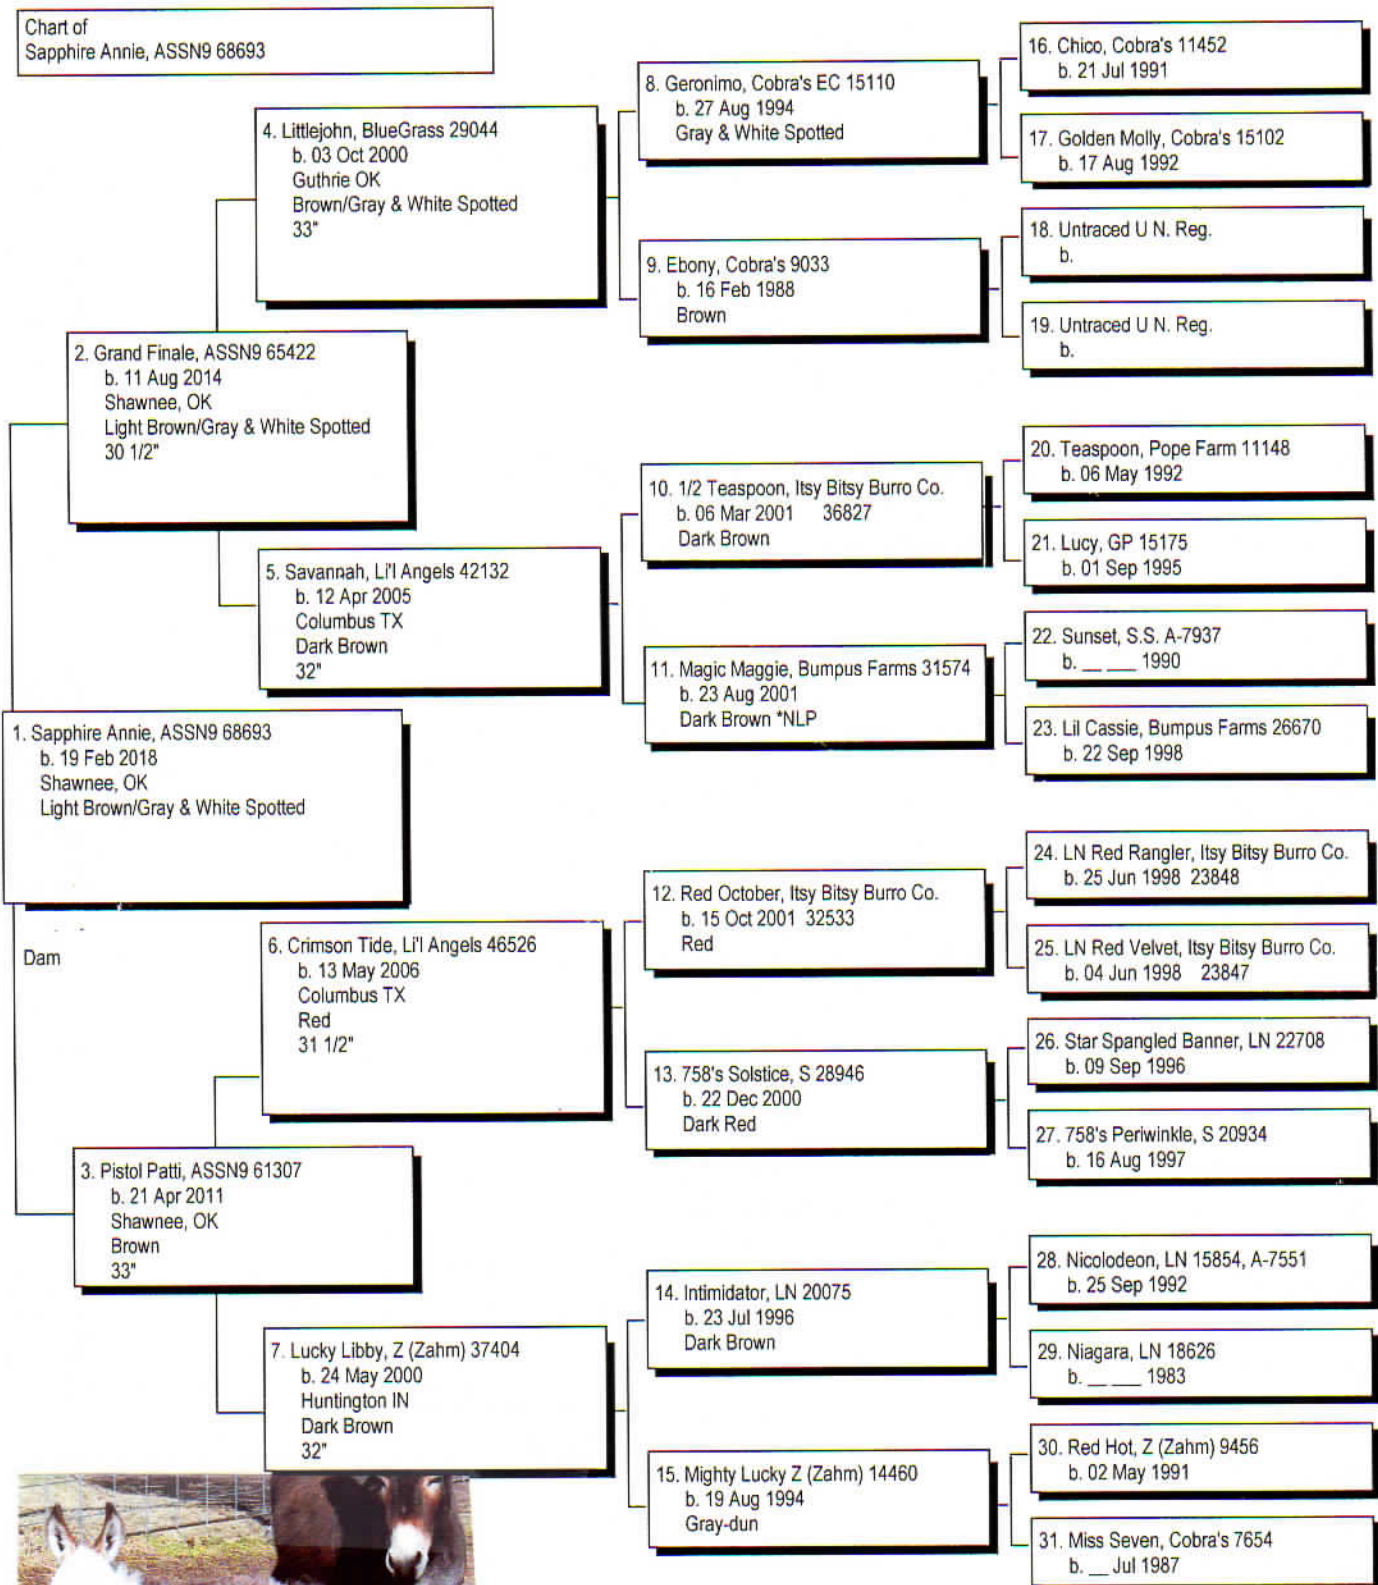 Chart of
Sapphire Annie, ASSN9 68693
1. Sapphire Annie, ASSN9 68693
b. 19 Feb 2018
Shawnee, OK
Light Brown/Gray & White Spotted
Dam
2. Grand Finale, ASSN9 65422
b. 11 Aug 2014
Shawnee, OK
Light Brown/Gray & White Spotted
30 1/2"
3. Pistol Patti, ASSN9 61307
b. 21 Apr 2011
Shawnee, OK
Brown
33"
4. Littlejohn, BlueGrass 29044
b. 03 Oct 2000
Guthrie OK
Brown/Gray & White Spotted
33"
5. Savannah, Li'l Angels 42132
b. 12 Apr 2005
Columbus TX
Dark Brown
32"
6. Crimson Tide, Li'l Angels 46526
b. 13 May 2006
Columbus TX
Red
31 1/2"
7. Lucky Libby, Z (Zahm) 37404
b. 24 May 2000
Huntington IN
Dark Brown
32"
8. Geronimo, Cobra's EC 15110
b. 27 Aug 1994
Gray & White Spotted
9. Ebony, Cobra's 9033
b. 16 Feb 1988
Brown
10. 1/2 Teaspoon, Itsy Bitsy Burro Co.
b. 06 Mar 2001 36827
Dark Brown
11. Magic Maggie, Bumpus Farms 31574
b. 23 Aug 2001
Dark Brown *NLP
12. Red October, Itsy Bitsy Burro Co.
b. 15 Oct 2001 32533
Red
13. 758's Solstice, S 28946
b. 22 Dec 2000
Dark Red
14. Intimidator, LN 20075
b. 23 Jul 1996
Dark Brown
15. Mighty Lucky Z (Zahm) 14460
b. 19 Aug 1994
Gray-dun
16. Chico, Cobra's 11452
b. 21 Jul 1991
17. Golden Molly, Cobra's 15102
b. 17 Aug 1992
18. Untraced U N. Reg.
b.
19. Untraced U N. Reg.
b.
20. Teaspoon, Pope Farm 11148
b. 06 May 1992
21. Lucy, GP 15175
b. 01 Sep 1995
22. Sunset, S.S. A-7937
b. __ ___ 1990
23. Lil Cassie, Bumpus Farms 26670
b. 22 Sep 1998
24. LN Red Rangler, Itsy Bitsy Burro Co.
b. 25 Jun 1998 23848
25. LN Red Velvet, Itsy Bitsy Burro Co.
b. 04 Jun 1998 23847
26. Star Spangled Banner, LN 22708
b. 09 Sep 1996
27. 758's Periwinkle, S 20934
b. 16 Aug 1997
28. Nicolodeon, LN 15854, A-7551
b. 25 Sep 1992
29. Niagara, LN 18626
b. __ ___ 1983
30. Red Hot, Z (Zahm) 9456
b. 02 May 1991
31. Miss Seven, Cobra's 7654
b. __ Jul 1987